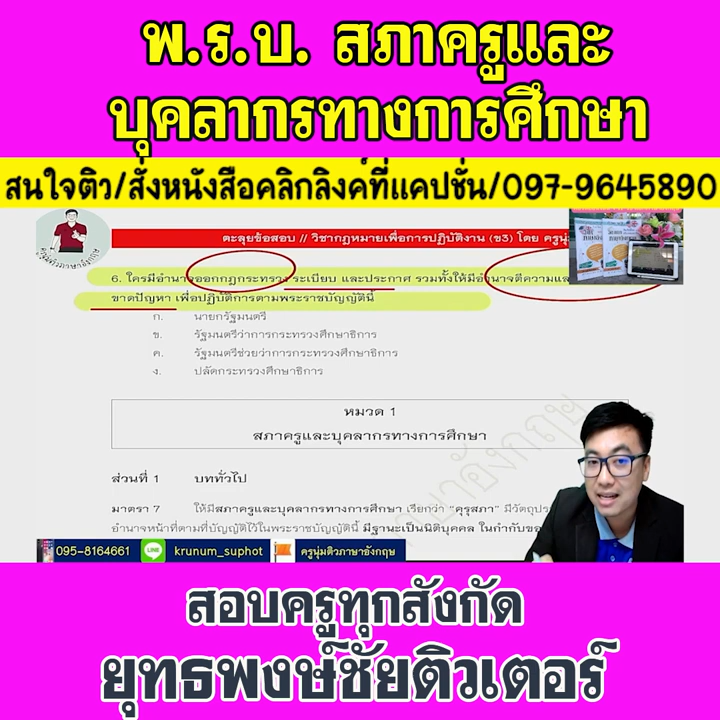 พ.ร.บ. สภาครูและ
บุคลากรทางการศึกษา
สนใจติว/สั่งหนังสือคลิกลิงค์ที่แคปชั่น/097-9645890
ครูหนุ่มติวภาษาอังกฤษ
ตะลุยข้อสอบ // วิชากฎหมายเพื่อการปฏิบัติงาน (ข3) โดย
6. ใครมีอำนาจออกกฎกระทรวง ระเบียบ และประกาศ รวมทั้งให้มีอำนาจตีความและ
ขาดปัญหา เพื่อปฏิบัติการตามพระราชบัญญัตินี้
ก. นายกรัฐมนตรี
ข. รัฐมนตรีว่าการกระทรวงศึกษาธิการ
ค. รัฐมนตรีช่วยว่าการกระทรวงศึกษาธิการ
ง. ปลัดกระทรวงศึกษาธิการ
หมวด 1
สภาครูและบุคลากรทางการศึกษา
ส่วนที่ 1 บททั่วไป
มาตรา 7 ให้มีสภาครูและบุคลากรทางการศึกษา เรียกว่า "คุรุสภา"
อำนาจหน้าที่ตามที่บัญญัติไว้ในพระราชบัญญัตินี้ มีฐานะเป็นนิติบุคคล ในกำกับของ
095-8164661 LINE krunum_suphot ครูหนุ่มติวภาษาอังกฤษ
สอบครูทุกสังกัด
ยุทธพงษ์ชัยติวเตอร์